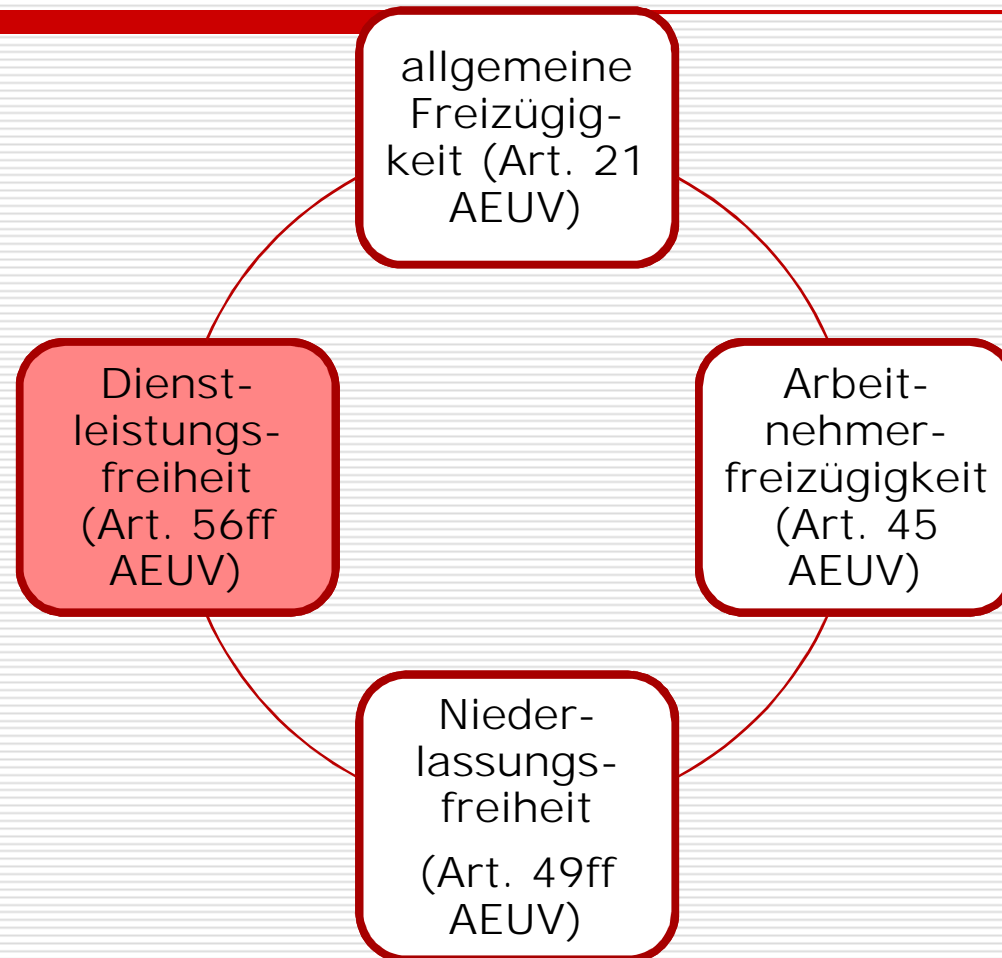 allgemeine
Freizügig-
keit (Art. 21
AEUV)
Dienst-
leistungs-
freiheit
(Art. 56ff
AEUV)
Arbeit-
nehmer-
freizügigkeit
(Art. 45
AEUV)
Nieder-
lassungs-
freiheit
(Art. 49ff
AEUV)